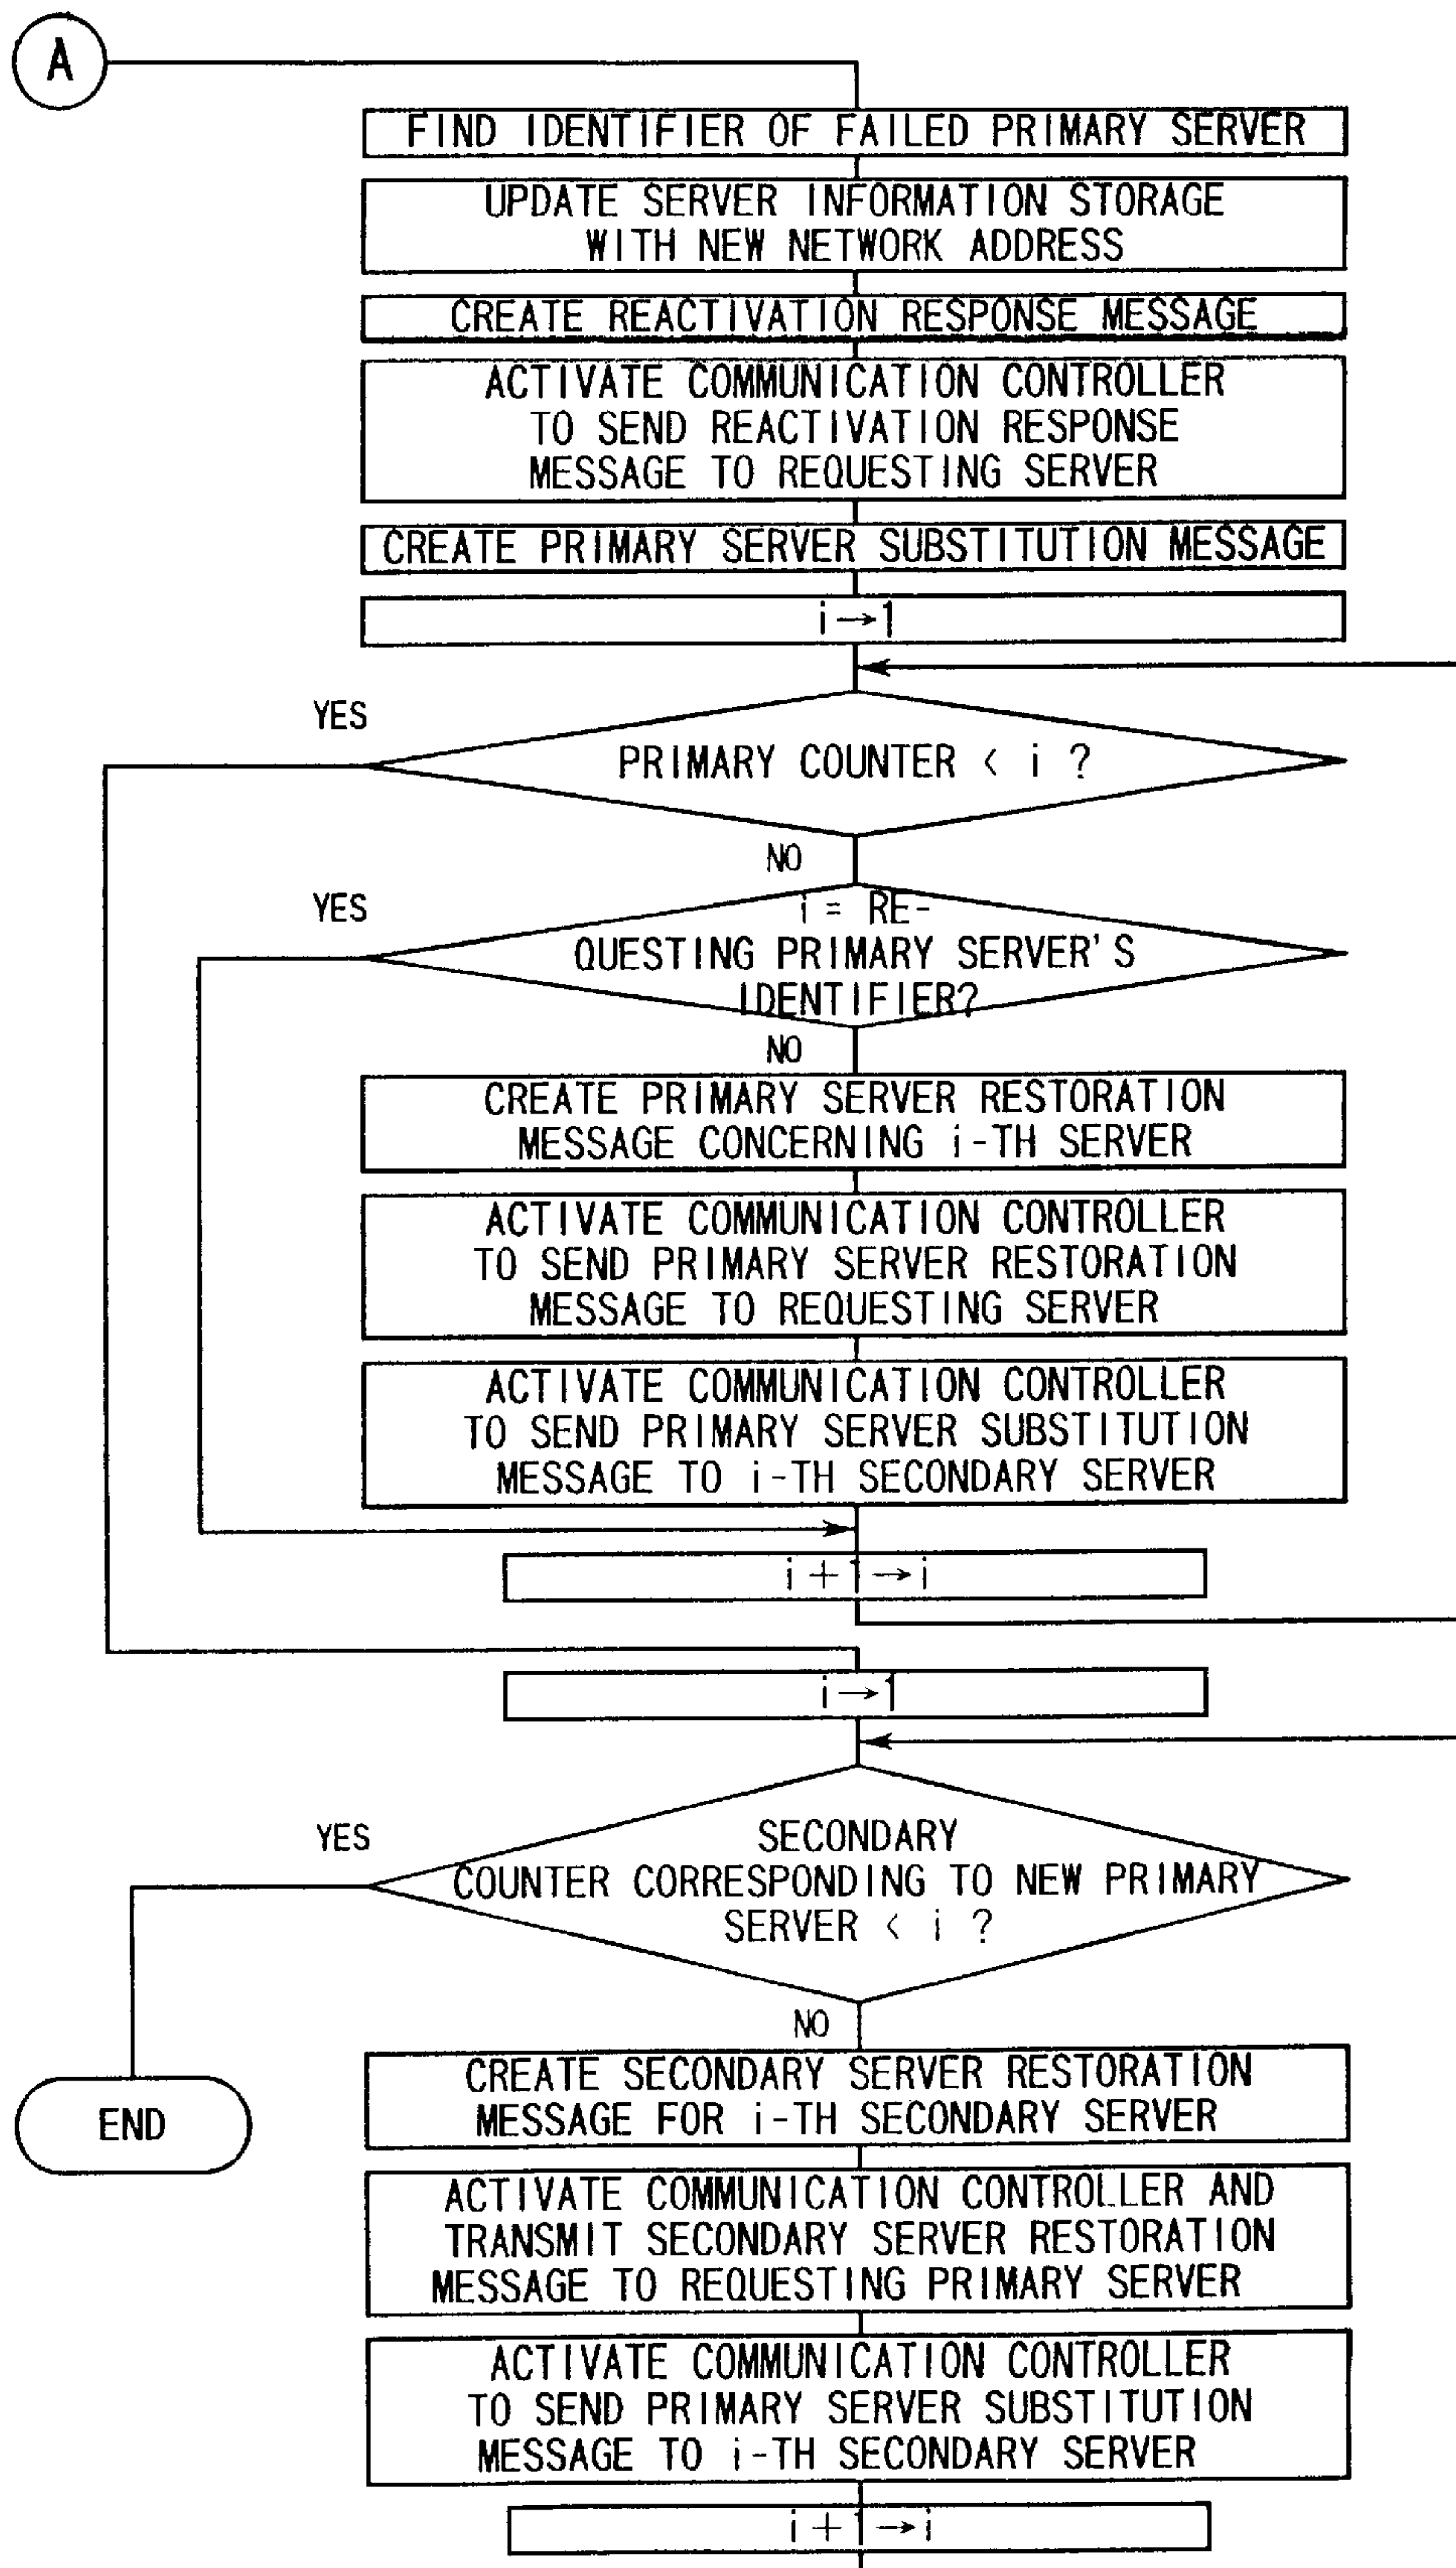 A
FIND IDENTIFIER OF FAILED PRIMARY SERVER
UPDATE SERVER INFORMATION STORAGE
WITH NEW NETWORK ADDRESS
CREATE REACTIVATION RESPONSE MESSAGE
ACTIVATE COMMUNICATION CONTROLLER
TO SEND REACTIVATION RESPONSE
MESSAGE TO REQUESTING SERVER
CREATE PRIMARY SERVER SUBSTITUTION MESSAGE
i→1
YES
PRIMARY COUNTER < i ?
NO
YES
i = RE-
QUESTING PRIMARY SERVER'S
IDENTIFIER?
NO
CREATE PRIMARY SERVER RESTORATION
MESSAGE CONCERNING i-TH SERVER
ACTIVATE COMMUNICATION CONTROLLER
TO SEND PRIMARY SERVER RESTORATION
MESSAGE TO REQUESTING SERVER
ACTIVATE COMMUNICATION CONTROLLER
TO SEND PRIMARY SERVER SUBSTITUTION
MESSAGE TO i-TH SECONDARY SERVER
i+1→i
i→1
YES
SECONDARY
COUNTER CORRESPONDING TO NEW PRIMARY
SERVER < i ?
NO
CREATE SECONDARY SERVER RESTORATION
MESSAGE FOR i-TH SECONDARY SERVER
END
ACTIVATE COMMUNICATION CONTROLLER AND
TRANSMIT SECONDARY SERVER RESTORATION
MESSAGE TO REQUESTING PRIMARY SERVER
ACTIVATE COMMUNICATION CONTROLLER
TO SEND PRIMARY SERVER SUBSTITUTION
MESSAGE TO i-TH SECONDARY SERVER
i+1→i